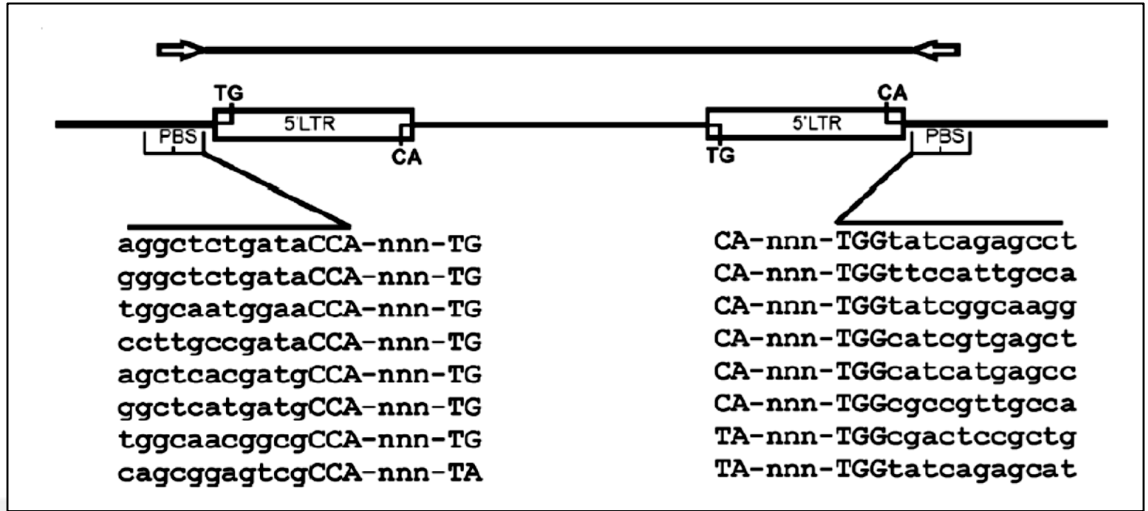 TG CA
PBS 5'LTR 5'LTR PBS
CA TG
aggctctgataCCA-nnn-TG CA-nnn-TGGtatcagagcct
gggctctgataCCA-nnn-TG CA-nnn-TGGttccattgcca
tggcaatggaaCCA-nnn-TG CA-nnn-TGGtatcggcaagg
ccttgccgataCCA-nnn-TG CA-nnn-TGGcatcgtgagct
agctcacgatgCCA-nnn-TG CA-nnn-TGGcatcatgagcc
ggctcatgatgCCA-nnn-TG CA-nnn-TGGcgccgttgcca
tggcaacggcgCCA-nnn-TG TA-nnn-TGGcgactccgctg
cagcggagtcgCCA-nnn-TA TA-nnn-TGGtatcagagcat